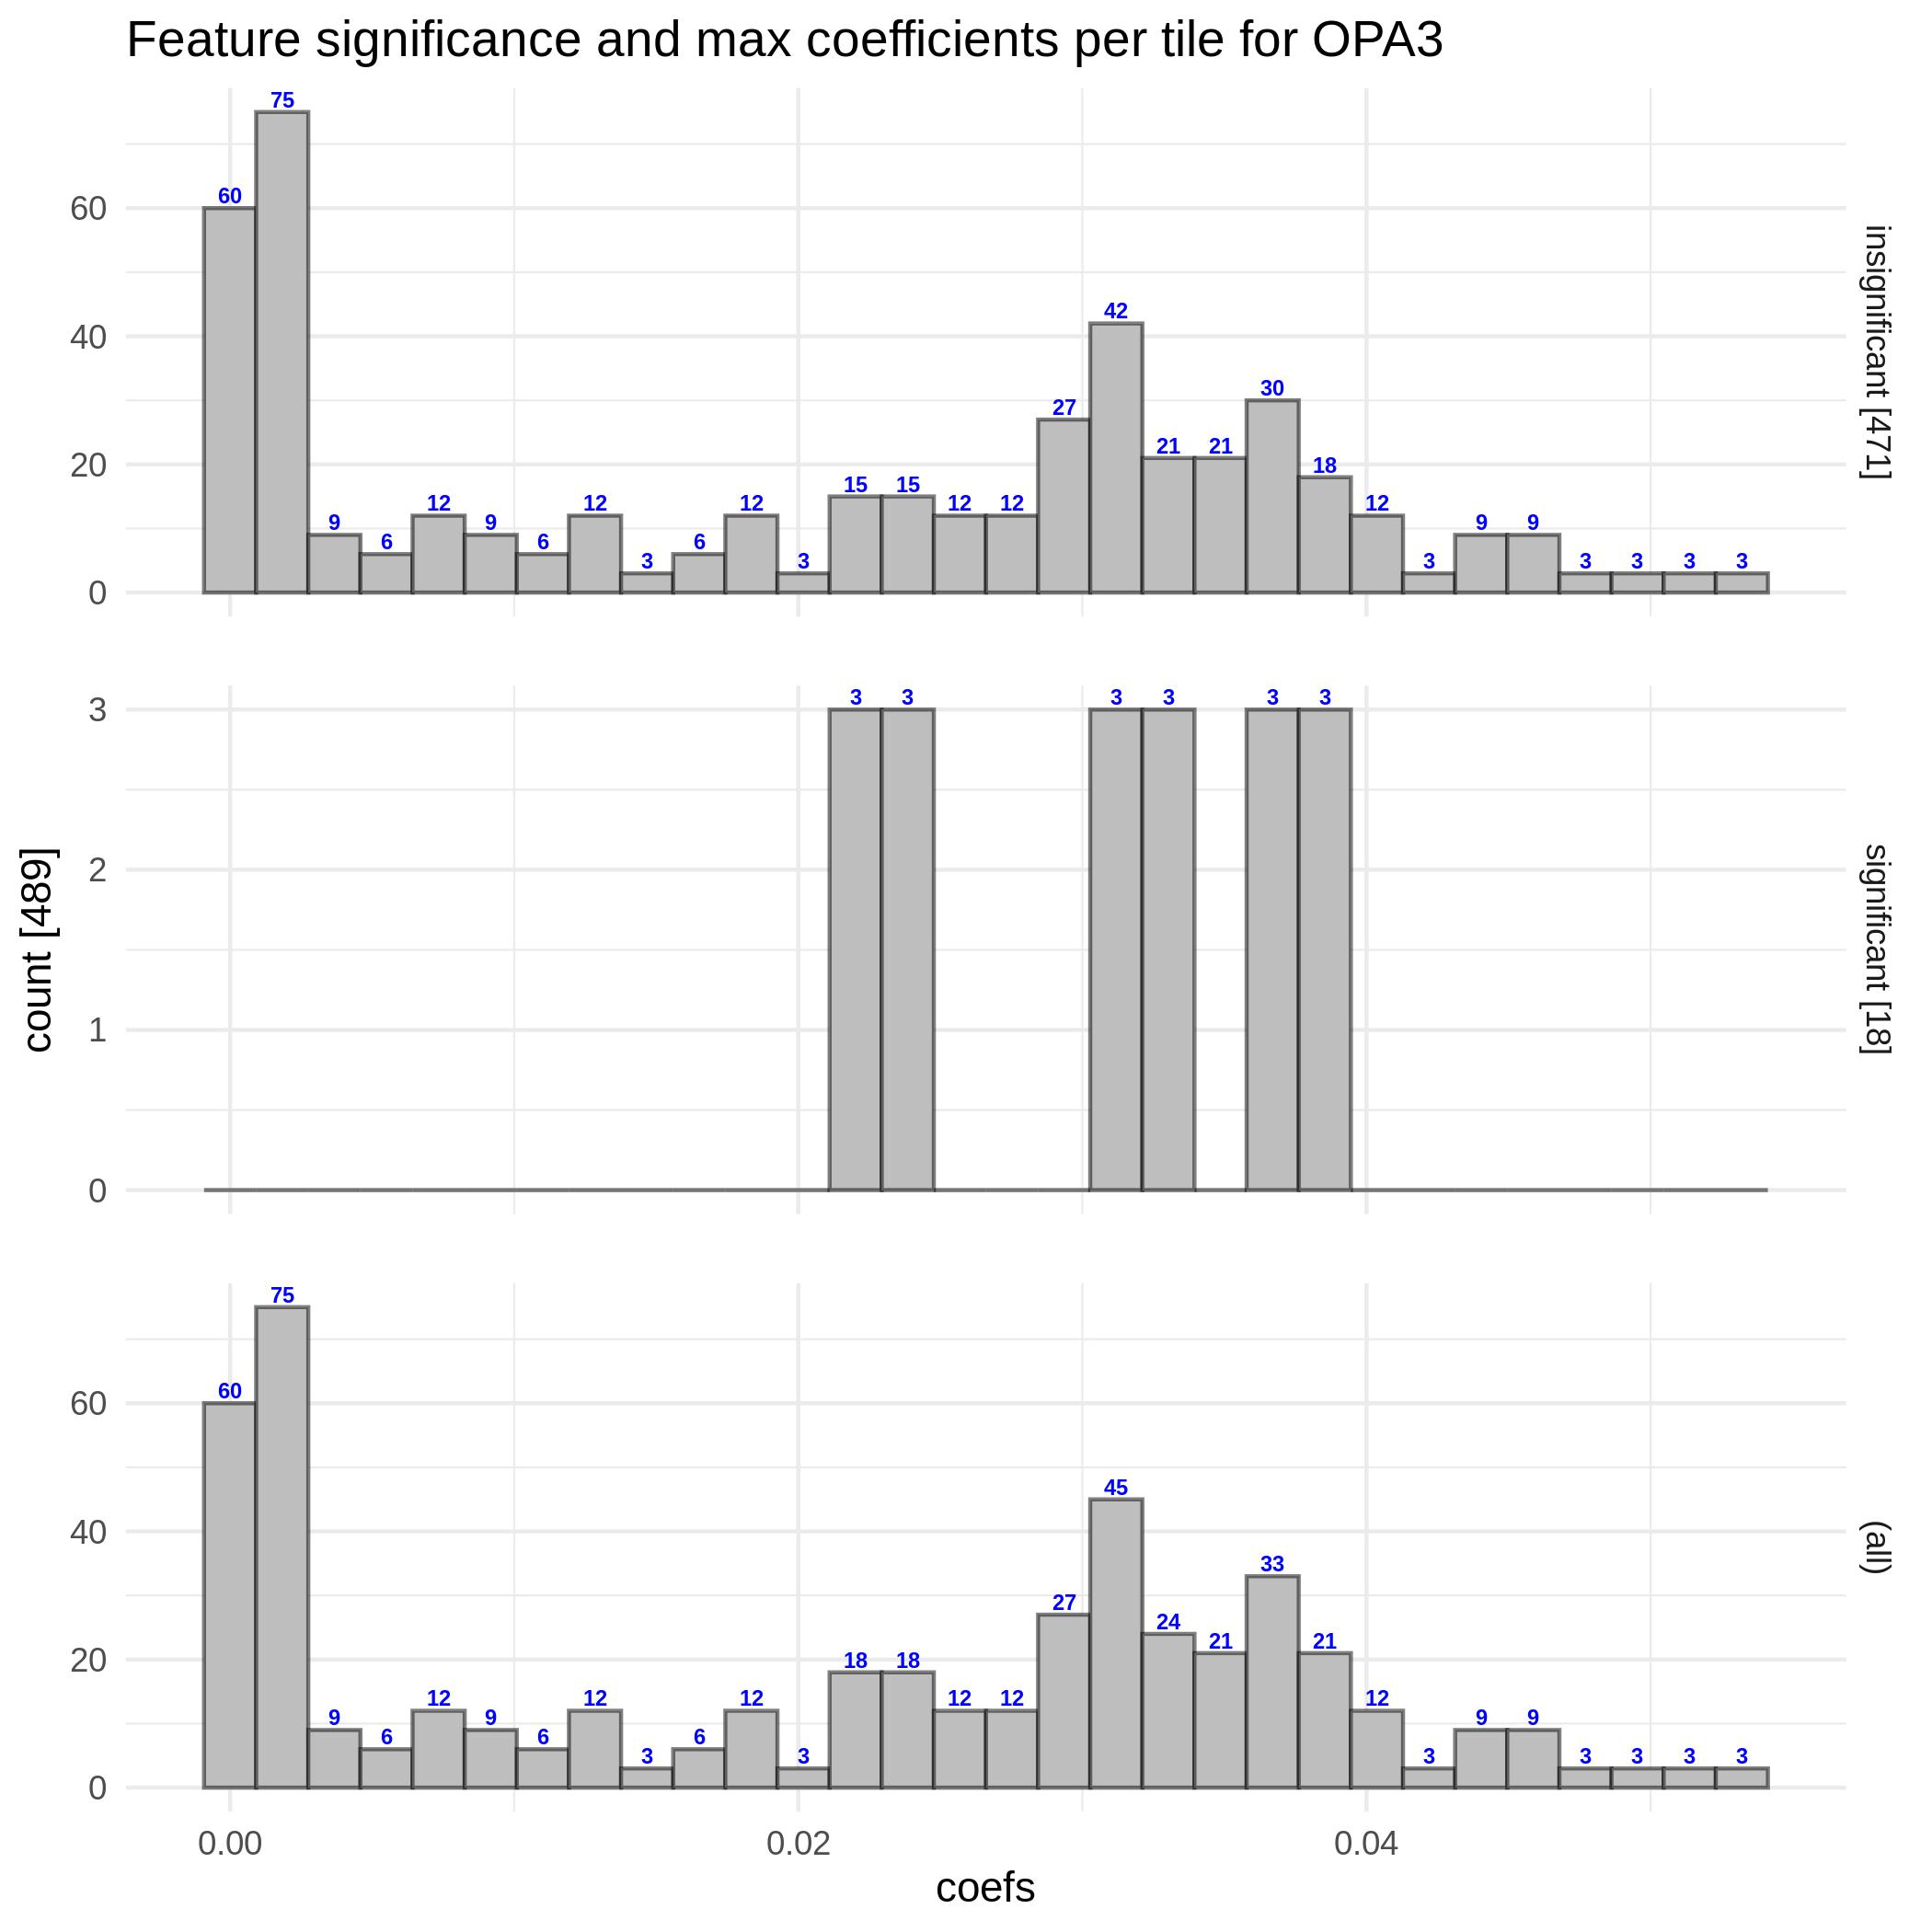 Feature significance and max coefficients per tile for OPA3
75
60
60
42
40
30
27
21 21
20
18
15 15
12 12 12 12 12 12
9 9 9 9
6 6 6
3 3 3 3 3 3 3
0
insignificant [471]
3 3 3 3 3 3
3
2
1
0
significant [18]
count [489]
75
60
60
45
40
33
27
24
21 21
20
18 18
12 12 12 12 12 12
9 9 9 9
6 6 6
3 3 3 3 3 3 3
0
(all)
0.00 0.02 0.04
coefs